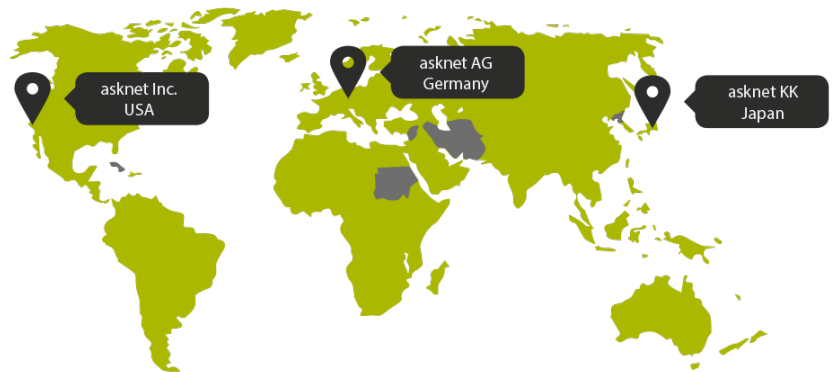 asknet Inc.
USA
asknet AG
Germany
asknet KK
Japan